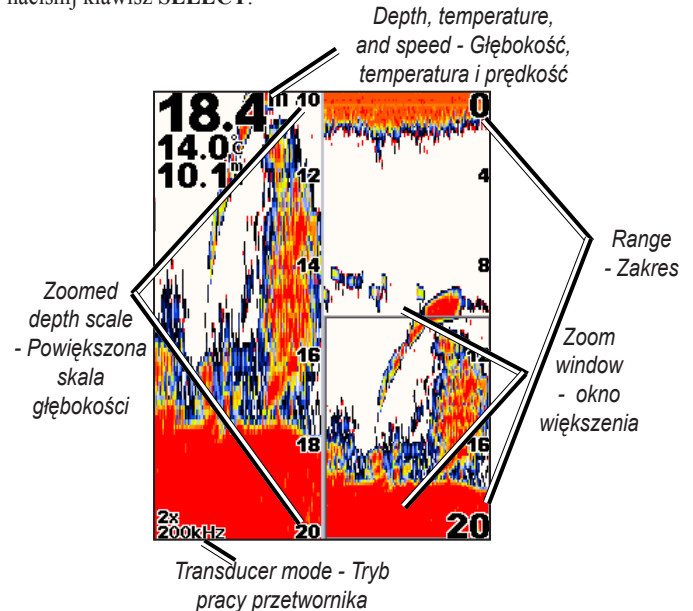 naciśnij klawisz SELECT.
Depth, temperature,
and speed - Głębokość,
temperatura i prędkość
18.4 m
14.0°C
10.1 m
10
12
14
16
18
20
2x
200kHz
0
4
8
16
20
Zoomed
depth scale
- Powiększona
skala
głębokości
Range
- Zakres
Zoom
window
- okno
większenia
Transducer mode - Tryb
pracy przetwornika